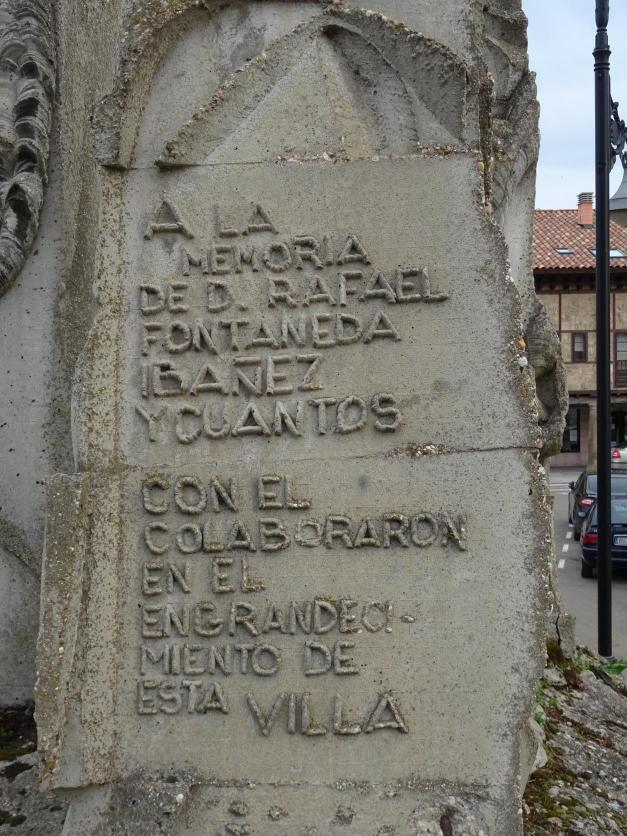 A LA
MEMORIA
DE D. RAFAEL
FONTANEDA
IBAÑEZ
Y CUANTOS
CON EL
COLABORARON
EN EL
ENGRANDECI-
MIENTO DE
ESTA VILLA